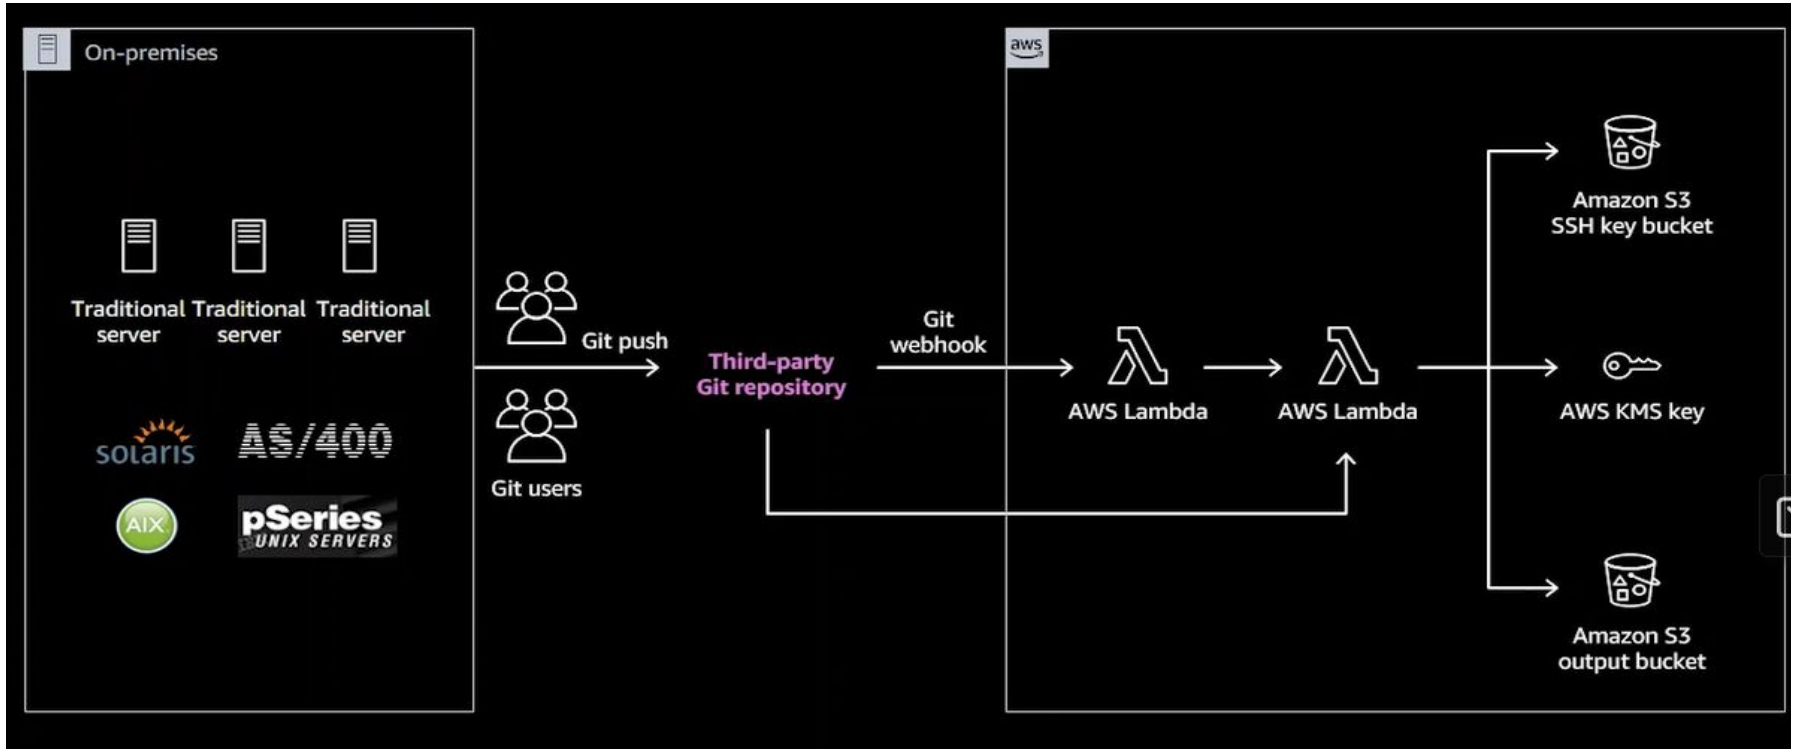 On-premises
aws
Traditional server
Traditional server
Traditional server
solaris
AS/400
AIX
pSeries
UNIX SERVERS
Git push
Git users
Third-party
Git repository
Git
webhook
AWS Lambda
AWS Lambda
Amazon S3
SSH key bucket
AWS KMS key
Amazon S3
output bucket